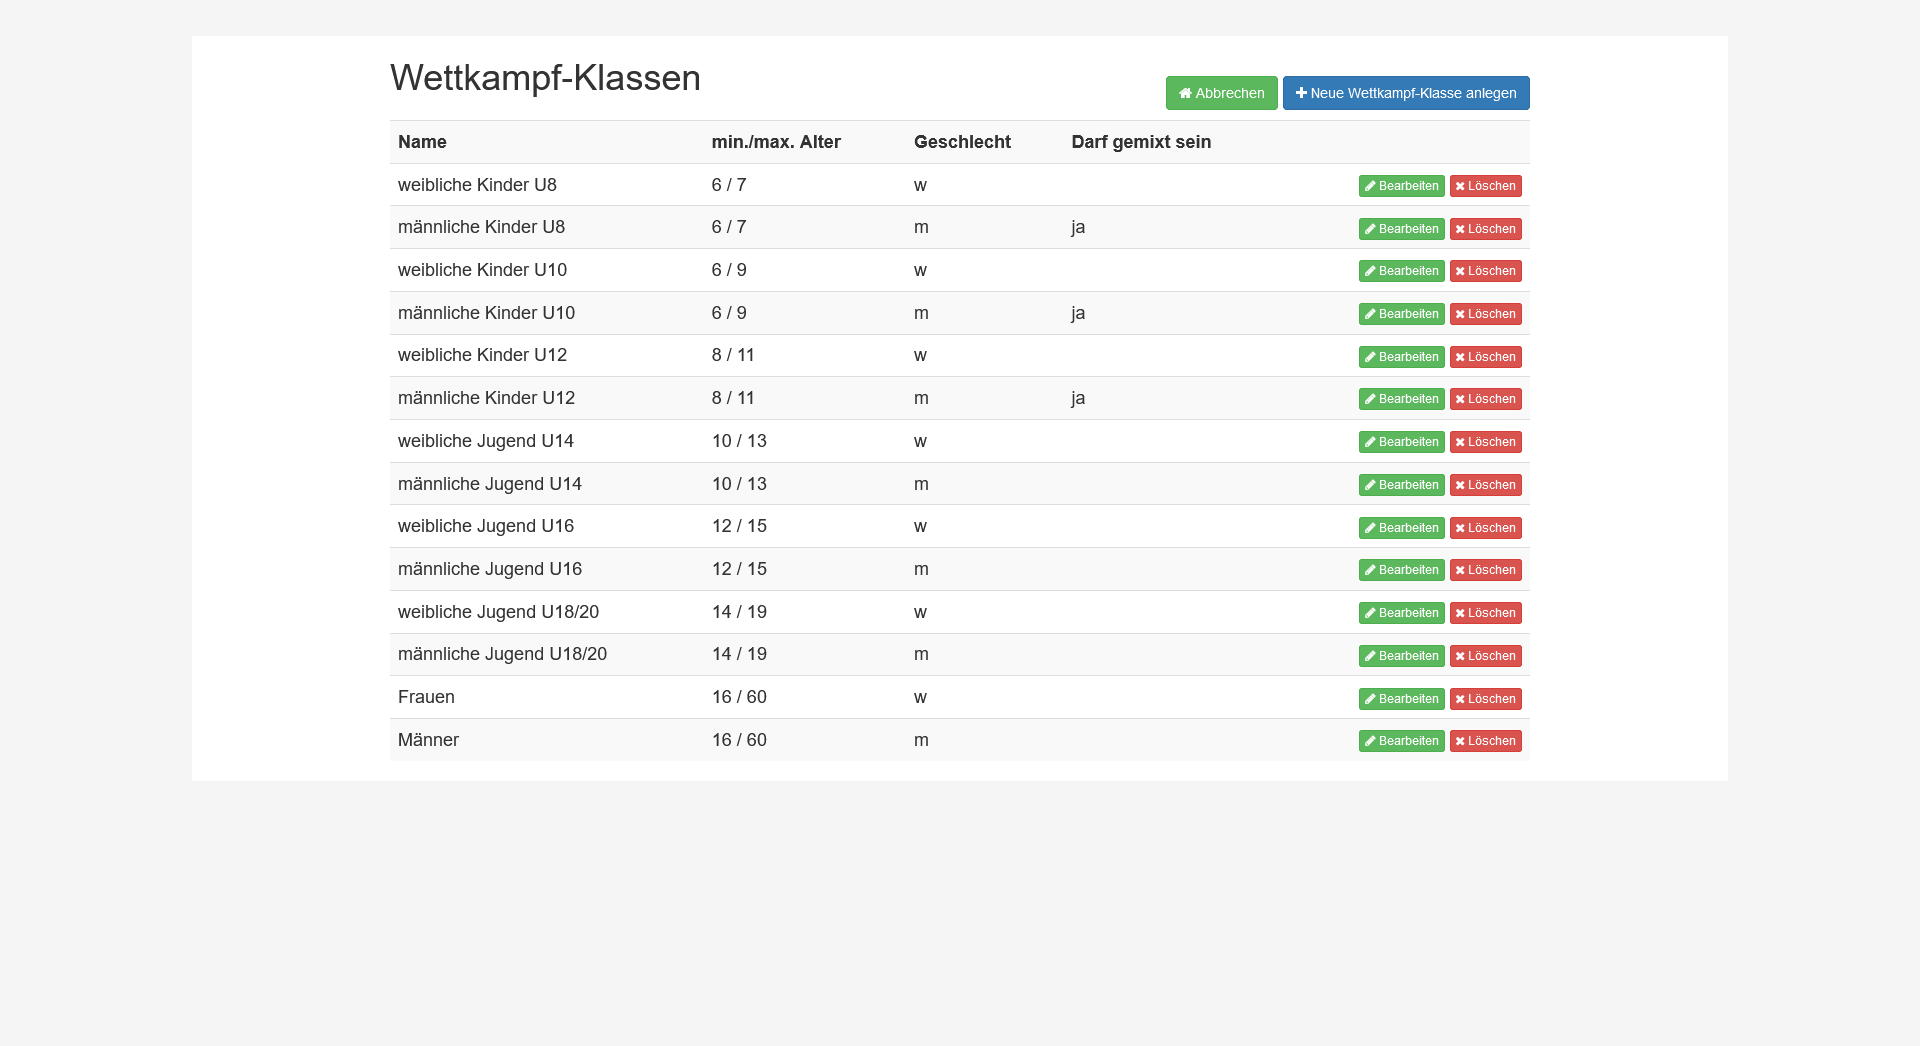 Wettkampf-Klassen
Abbrechen Neue Wettkampf-Klasse anlegen
Name min./max. Alter Geschlecht Darf gemixt sein
weibliche Kinder U8 6 / 7 w Bearbeiten Löschen
männliche Kinder U8 6 / 7 m ja Bearbeiten Löschen
weibliche Kinder U10 6 / 9 w Bearbeiten Löschen
männliche Kinder U10 6 / 9 m ja Bearbeiten Löschen
weibliche Kinder U12 8 / 11 w Bearbeiten Löschen
männliche Kinder U12 8 / 11 m ja Bearbeiten Löschen
weibliche Jugend U14 10 / 13 w Bearbeiten Löschen
männliche Jugend U14 10 / 13 m Bearbeiten Löschen
weibliche Jugend U16 12 / 15 w Bearbeiten Löschen
männliche Jugend U16 12 / 15 m Bearbeiten Löschen
weibliche Jugend U18/20 14 / 19 w Bearbeiten Löschen
männliche Jugend U18/20 14 / 19 m Bearbeiten Löschen
Frauen 16 / 60 w Bearbeiten Löschen
Männer 16 / 60 m Bearbeiten Löschen